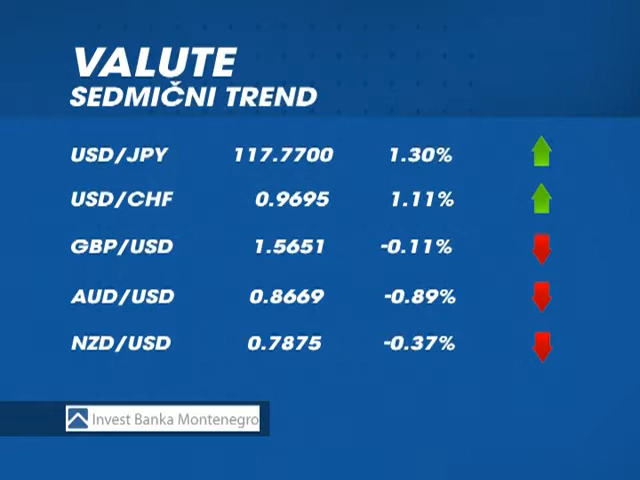 VALUTE
SEDMIČNI TREND
USD/JPY 117.7700 1.30%
USD/CHF 0.9695 1.11%
GBP/USD 1.5651 -0.11%
AUD/USD 0.8669 -0.89%
NZD/USD 0.7875 -0.37%
Invest Banka Montenegro